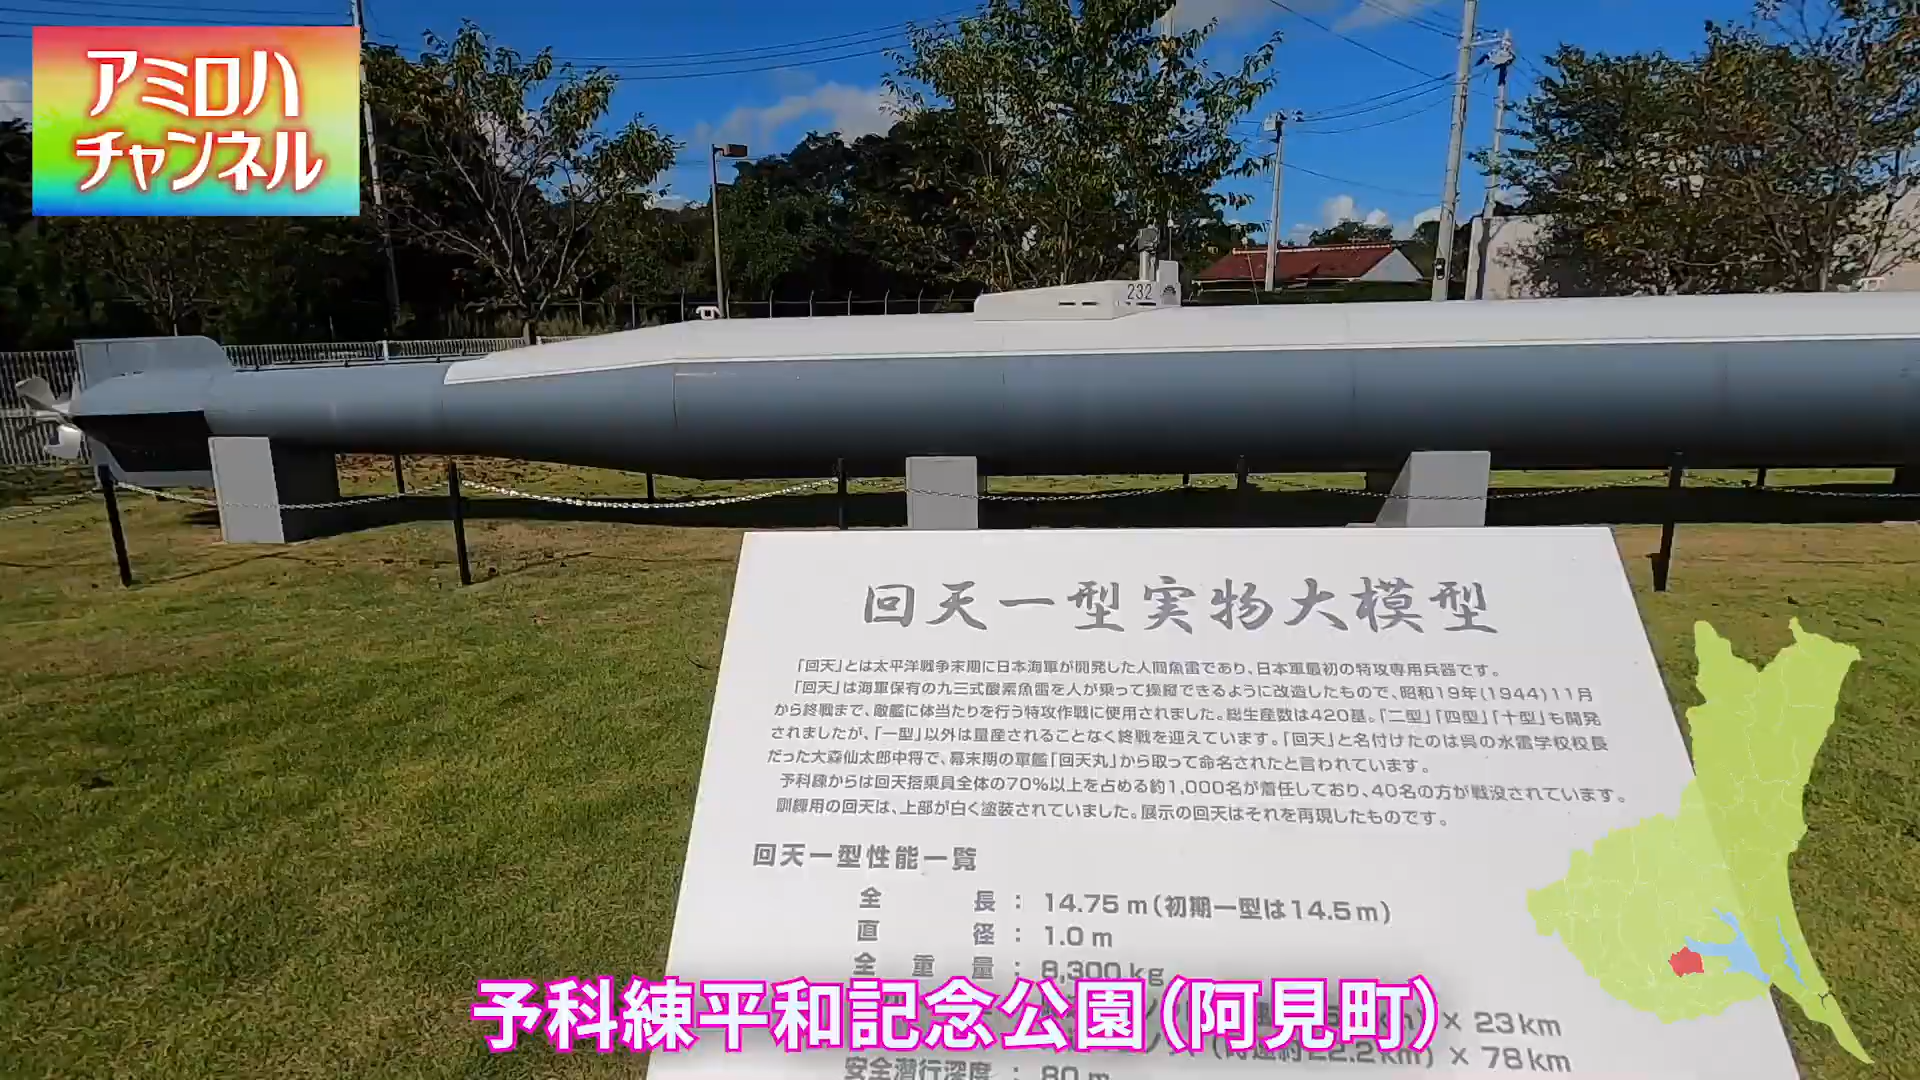 アミロハ
チャンネル
232
回天一型実物大模型
「回天」とは太平洋戦争末期に日本海軍が開発した人間魚雷であり、日本軍最初の特攻専用兵器です。
「回天」は海軍保有の九三式酸素魚雷を人が乗って操縦できるように改造したもので、昭和19年(1944)11月
から終戦まで、敵艦に体当たりを行う特攻作戦に使用されました。総生産数は420基。「二型」「四型」「十型」も開発
されましたが、「一型」以外は量産されることなく終戦を迎えています。「回天」と名付けたのは呉の水雷学校校長
だった大森仙太郎中将で、幕末期の軍艦「回天丸」から取って命名されたと言われています。
予科練からは回天搭乗員全体の70%以上を占める約1,000名が着任しており、40名の方が戦没されています。
訓練用の回天は、上部が白く塗装されていました。展示の回天はそれを再現したものです。
回天一型性能一覧
全長：14.75m(初期一型は14.5m)
直径：1.0m
全重量：8,300kg
× 23km
22.2km) × 78km
安全潜行深度：80m
予科練平和記念公園(阿見町)